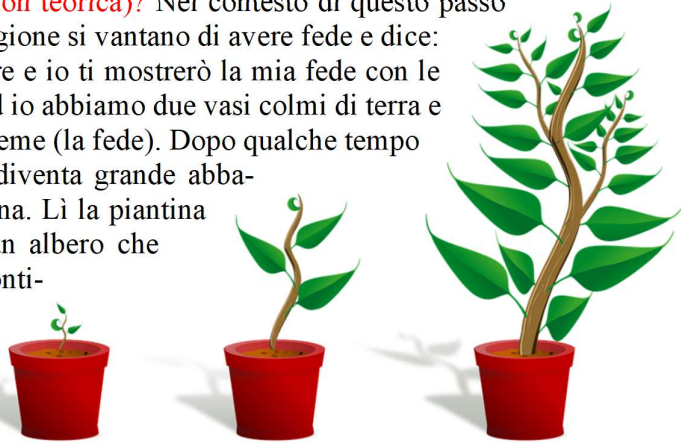 on teorica)? Nel contesto di questo passo
gione si vantano di avere fede e dice:
re e io ti mostrerò la mia fede con le
d io abbiamo due vasi colmi di terra e
eme (la fede). Dopo qualche tempo
diventa grande abba-
na. Lì la piantina
an albero che
onti-